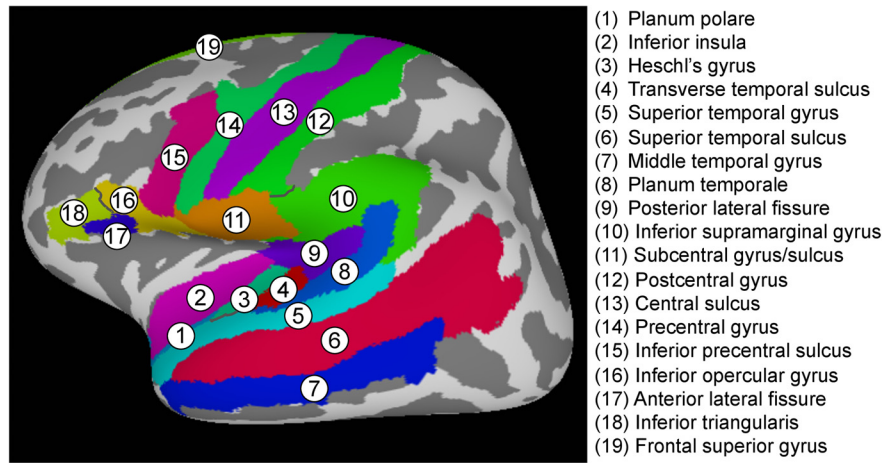 (1) Planum polare
(2) Inferior insula
(3) Heschl's gyrus
(4) Transverse temporal sulcus
(5) Superior temporal gyrus
(6) Superior temporal sulcus
(7) Middle temporal gyrus
(8) Planum temporale
(9) Posterior lateral fissure
(10) Inferior supramarginal gyrus
(11) Subcentral gyrus/sulcus
(12) Postcentral gyrus
(13) Central sulcus
(14) Precentral gyrus
(15) Inferior precentral sulcus
(16) Inferior opercular gyrus
(17) Anterior lateral fissure
(18) Inferior triangularis
(19) Frontal superior gyrus
19
13
14
12
15
10
16
18
11
17
9
8
2
4
3
5
1
6
7